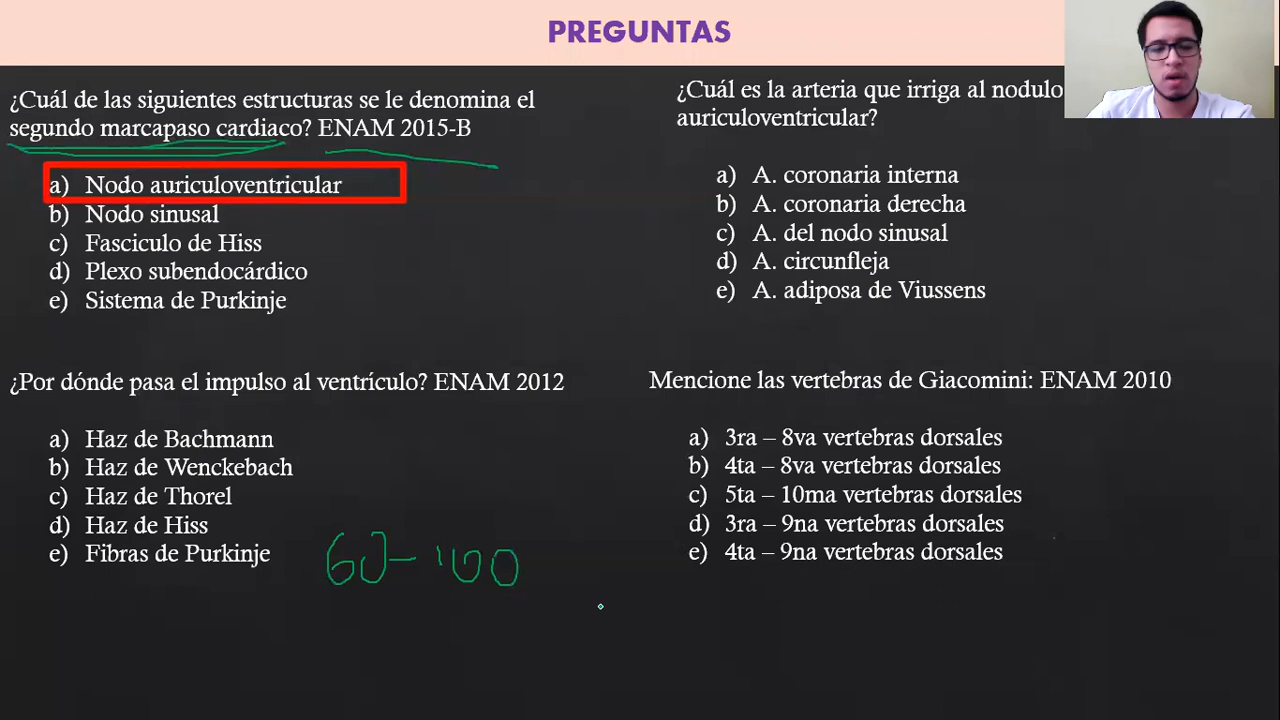 PREGUNTAS
¿Cuál de las siguientes estructuras se le denomina el
segundo marcapaso cardiaco? ENAM 2015-B
a) Nodo auriculoventricular
b) Nodo sinusal
c) Fasciculo de Hiss
d) Plexo subendocárdico
e) Sistema de Purkinje
¿Cuál es la arteria que irriga al nodulo
auriculoventricular?
a) A. coronaria interna
b) A. coronaria derecha
c) A. del nodo sinusal
d) A. circunfleja
e) A. adiposa de Viussens
¿Por dónde pasa el impulso al ventrículo? ENAM 2012
a) Haz de Bachmann
b) Haz de Wenckebach
c) Haz de Thorel
d) Haz de Hiss
e) Fibras de Purkinje
60 - 100
Mencione las vertebras de Giacomini: ENAM 2010
a) 3ra – 8va vertebras dorsales
b) 4ta – 8va vertebras dorsales
c) 5ta – 10ma vertebras dorsales
d) 3ra – 9na vertebras dorsales
e) 4ta – 9na vertebras dorsales